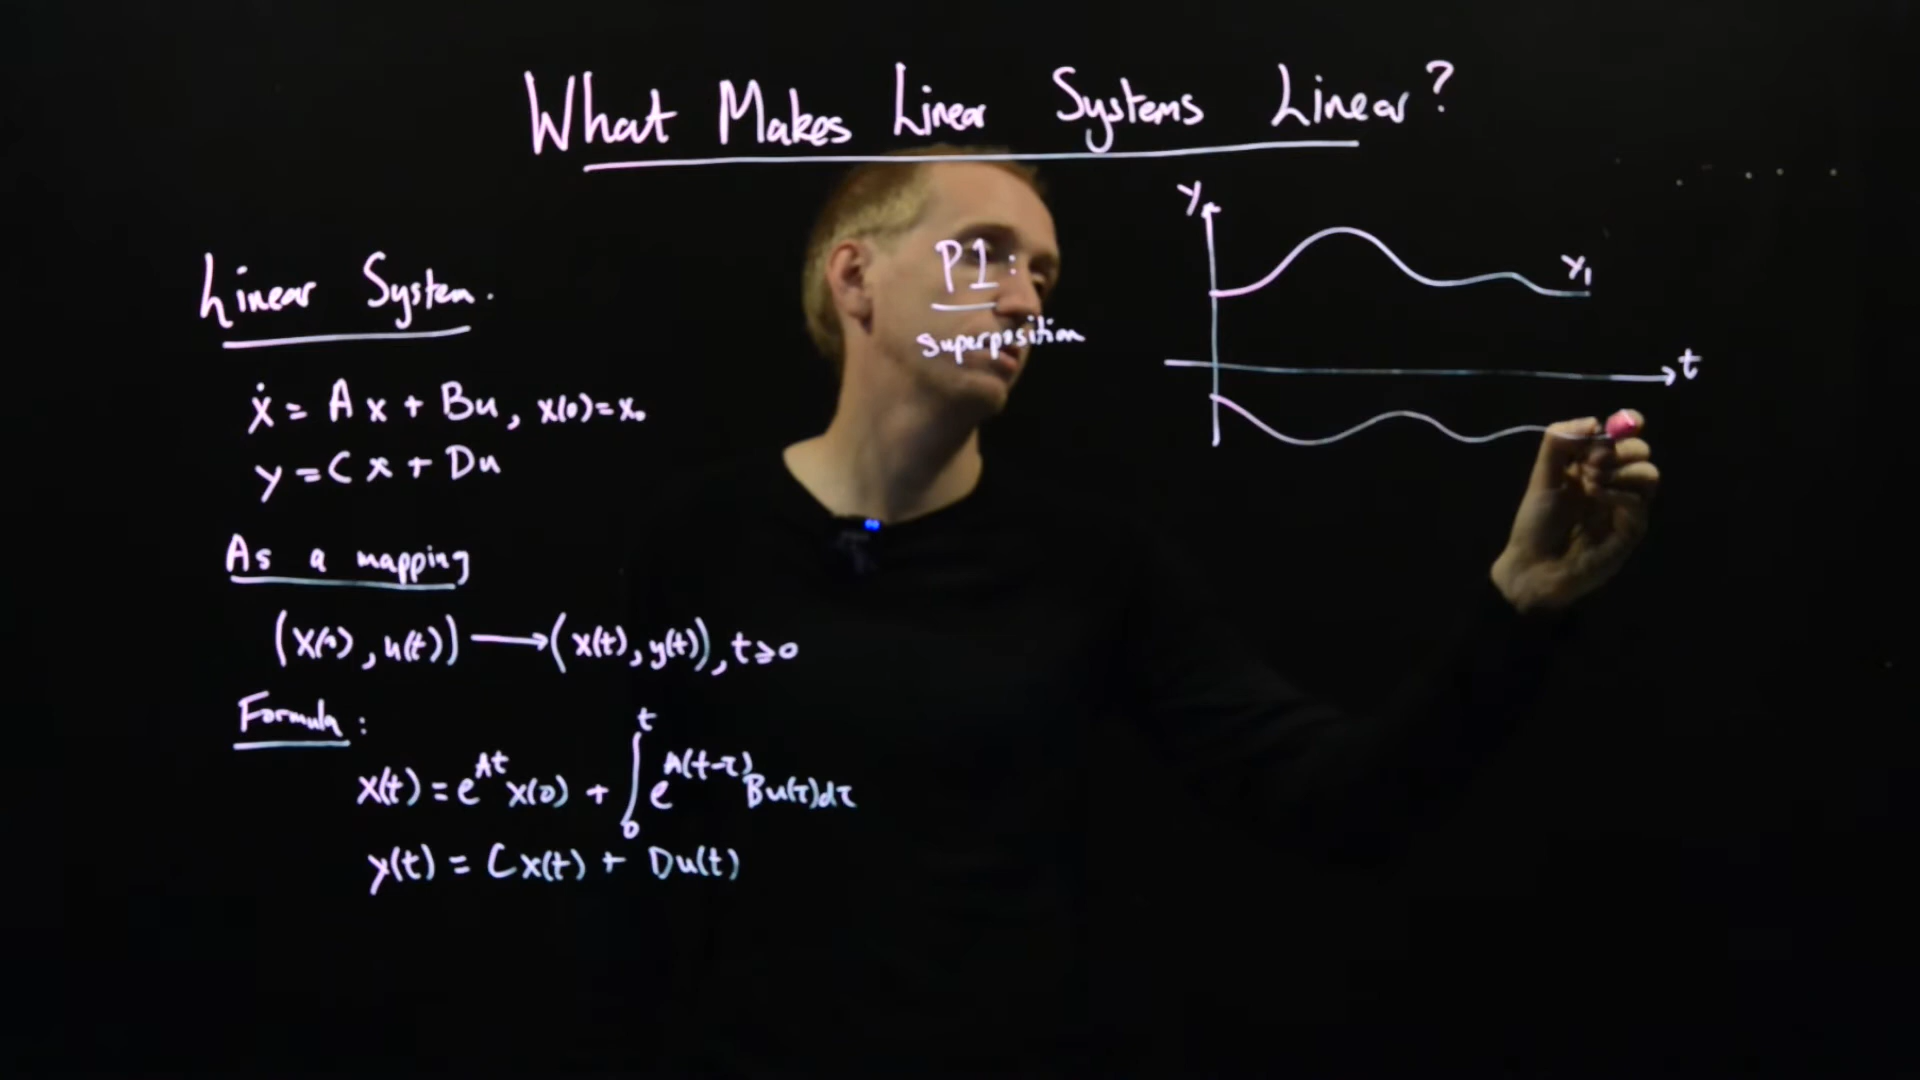 What Makes Linear Systems Linear?
Linear System.
ẋ = Ax + Bu, x(0)=x₀
y = Cx + Du
As a mapping
(x(0), u(t)) → (x(t), y(t)), t≥0
Formula:
x(t) = e^{At} x(0) + ∫₀ᵗ e^{A(t-τ)} Bu(τ)dτ
y(t) = Cx(t) + Du(t)
P1:
superposition
y
y₁
t